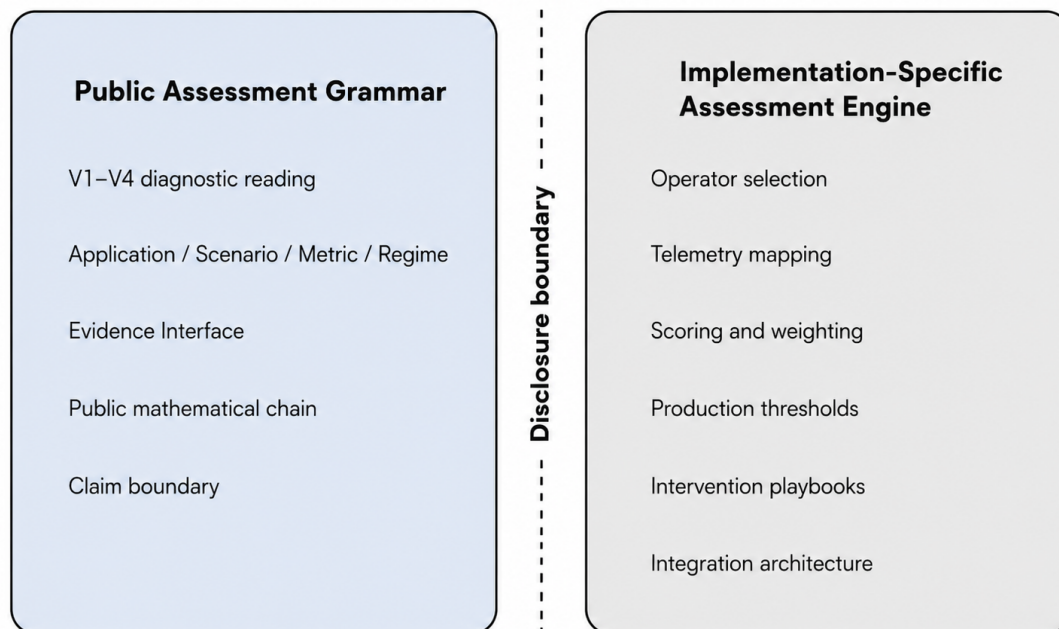 Public Assessment Grammar
V1–V4 diagnostic reading
Application / Scenario / Metric / Regime
Evidence Interface
Public mathematical chain
Claim boundary
Disclosure boundary
Implementation-Specific
Assessment Engine
Operator selection
Telemetry mapping
Scoring and weighting
Production thresholds
Intervention playbooks
Integration architecture